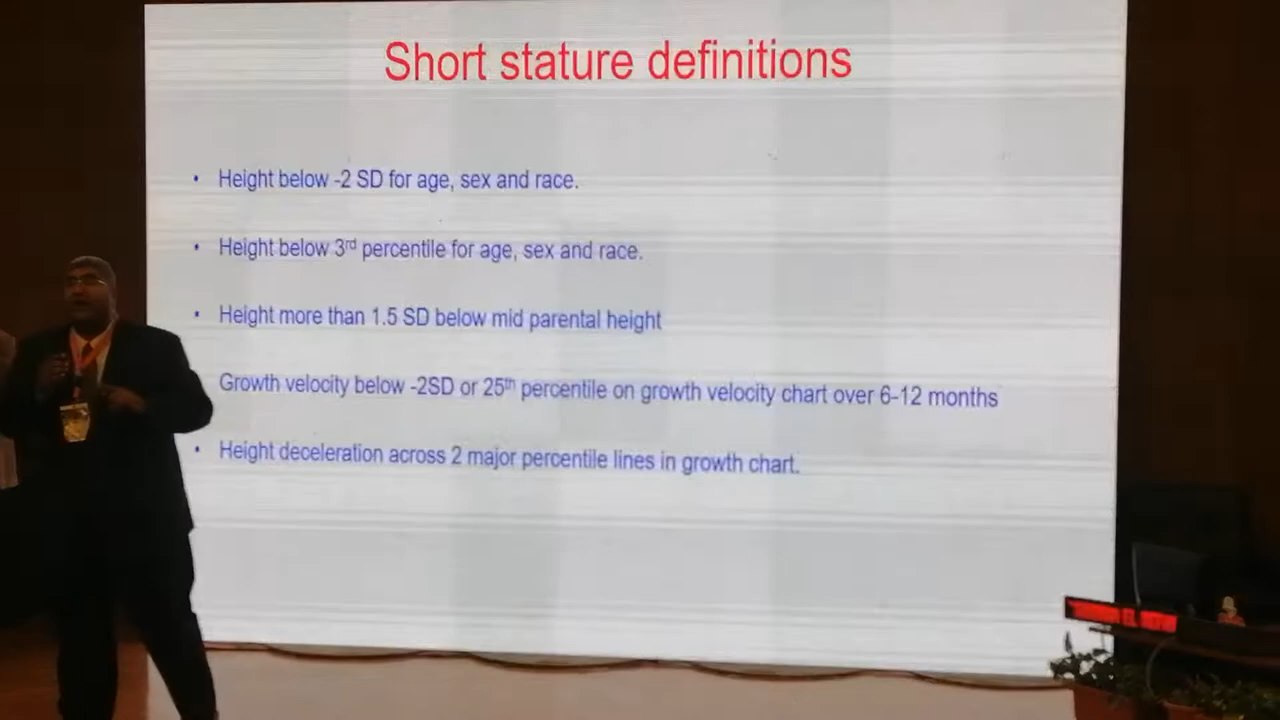 Short stature definitions
• Height below -2 SD for age, sex and race.
• Height below 3rd percentile for age, sex and race.
• Height more than 1.5 SD below mid parental height
Growth velocity below -2SD or 25th percentile on growth velocity chart over 6-12 months
• Height deceleration across 2 major percentile lines in growth chart.